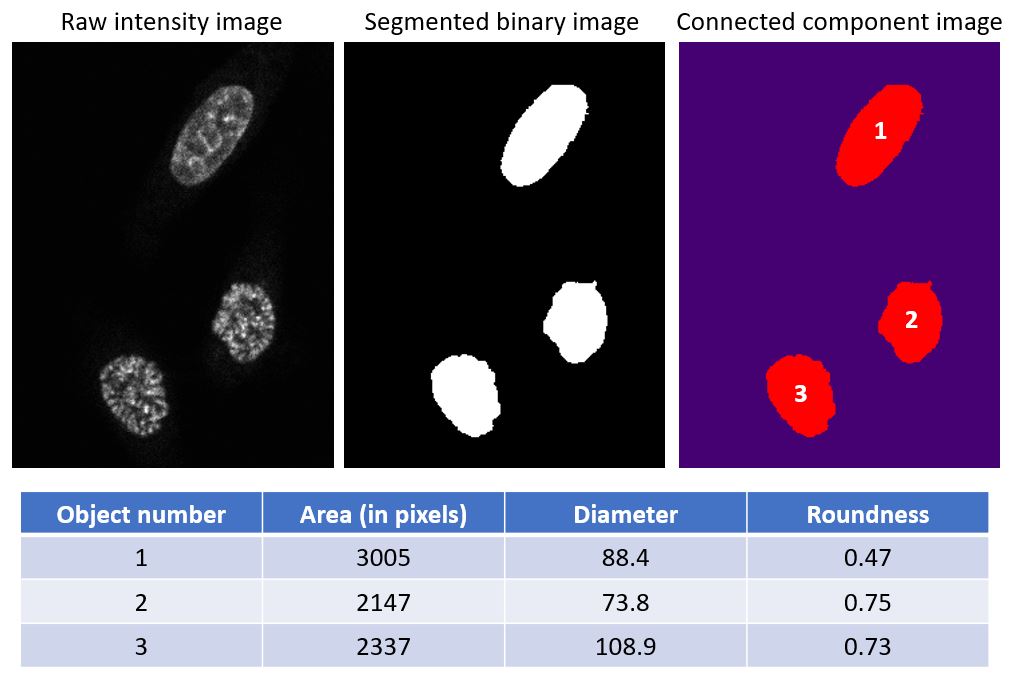 Raw intensity image Segmented binary image Connected component image
1
2
3
Object number Area (in pixels) Diameter Roundness
1 3005 88.4 0.47
2 2147 73.8 0.75
3 2337 108.9 0.73